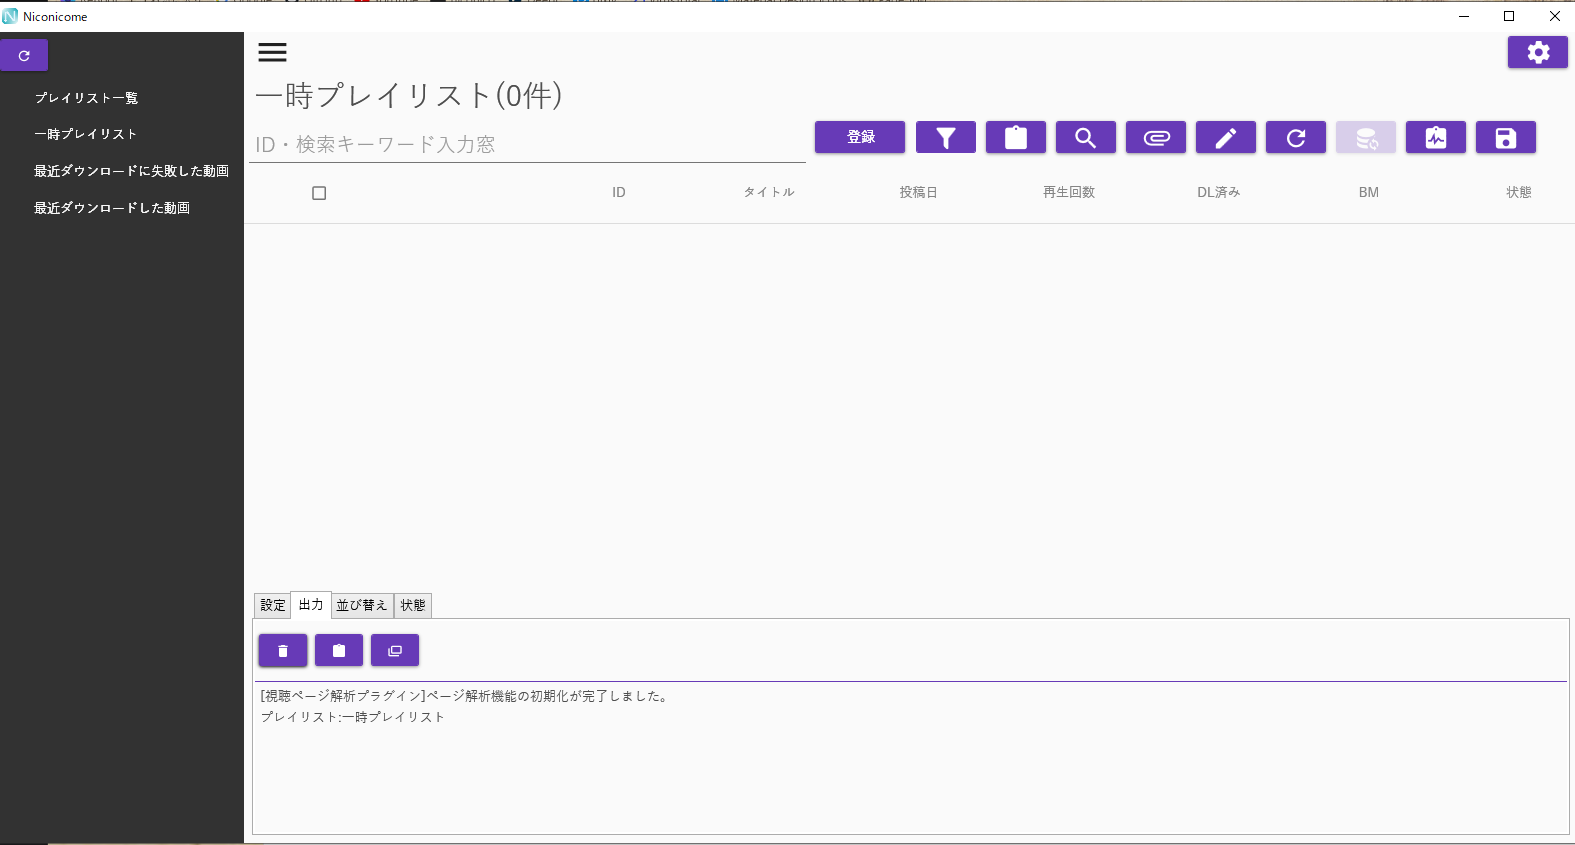 Niconicome
プレイリスト一覧
一時プレイリスト
最近ダウンロードに失敗した動画
最近ダウンロードした動画
一時プレイリスト(0件)
ID・検索キーワード入力窓
登録
ID タイトル 投稿日 再生回数 DL済み BM 状態
設定 出力 並び替え 状態
[視聴ページ解析プラグイン]ページ解析機能の初期化が完了しました。
プレイリスト:一時プレイリスト